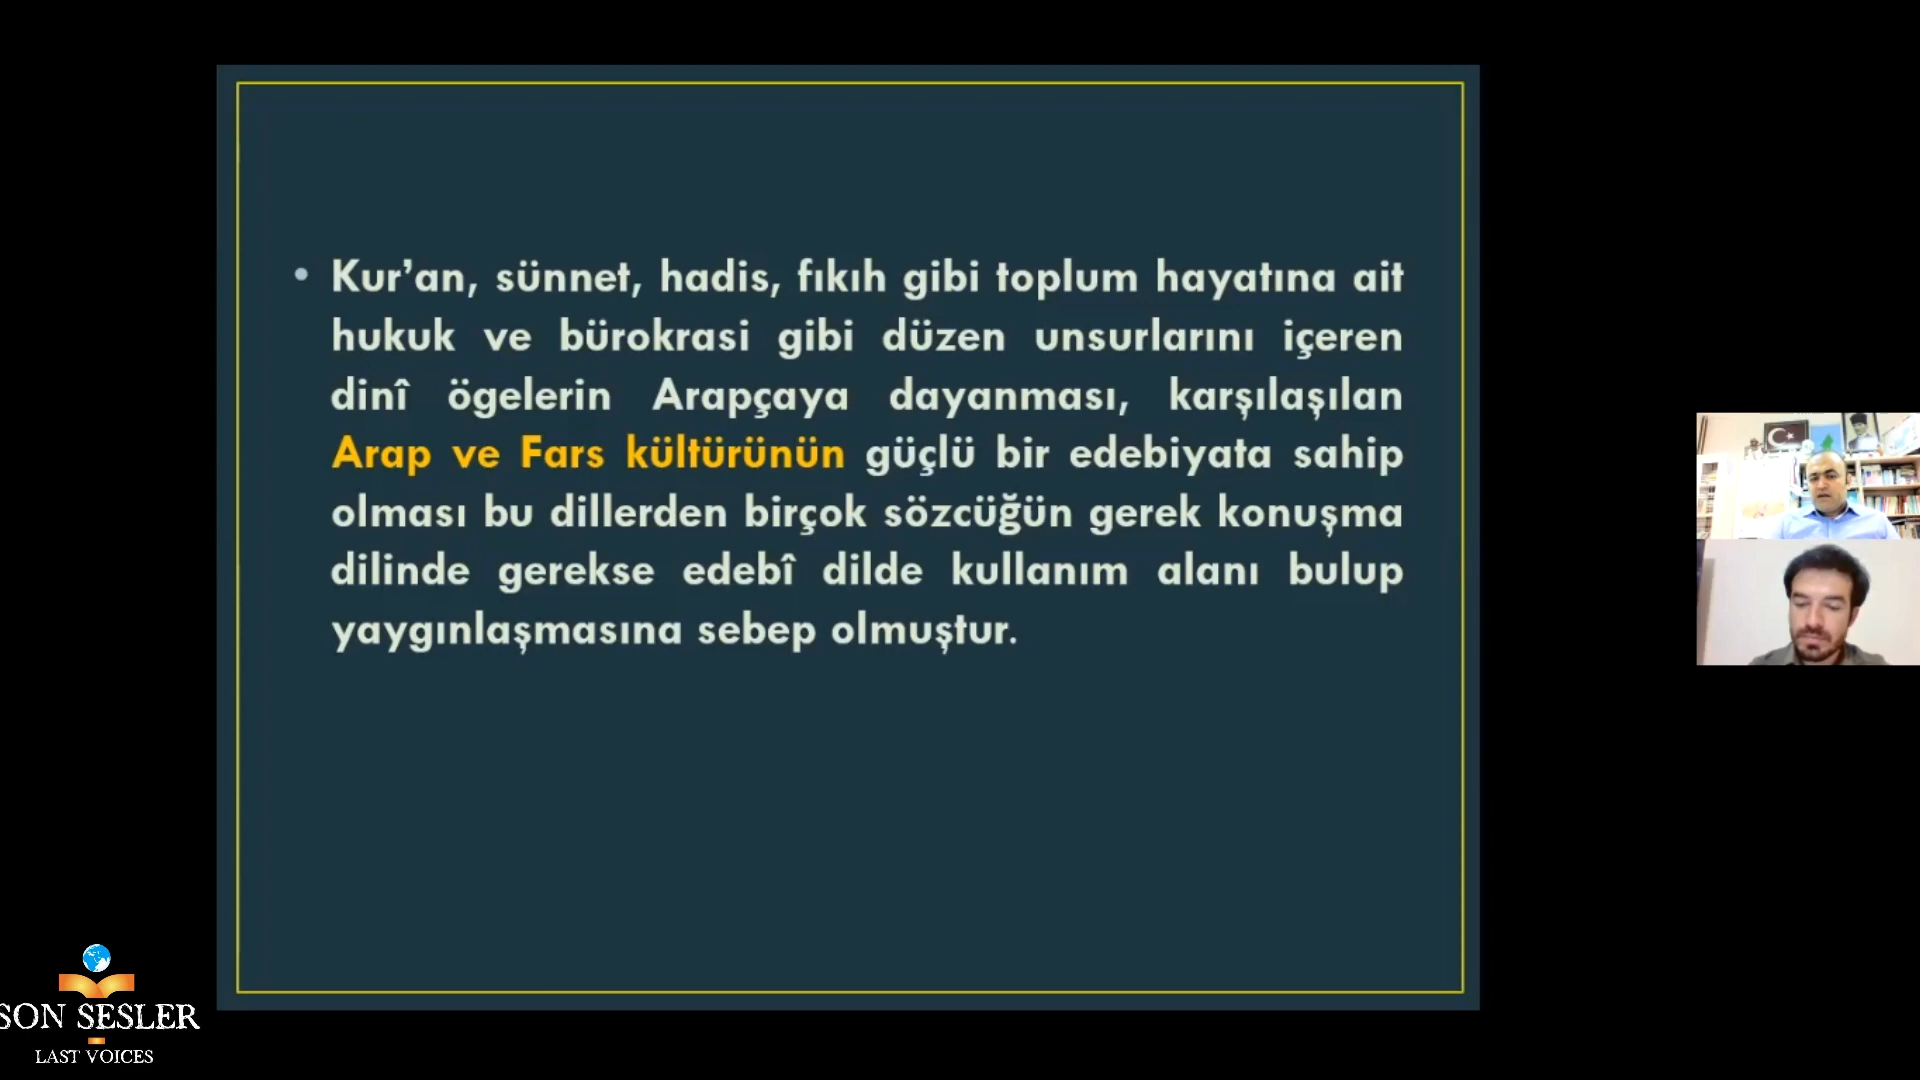 • Kur’an, sünnet, hadis, fıkıh gibi toplum hayatına ait
hukuk ve bürokrasi gibi düzen unsurlarını içeren
dinî ögelerin Arapçaya dayanması, karşılaşılan
Arap ve Fars kültürünün güçlü bir edebiyata sahip
olması bu dillerden birçok sözcüğün gerek konuşma
dilinde gerekse edebî dilde kullanım alanı bulup
yaygınlaşmasına sebep olmuştur.
SON SESLER
LAST VOICES